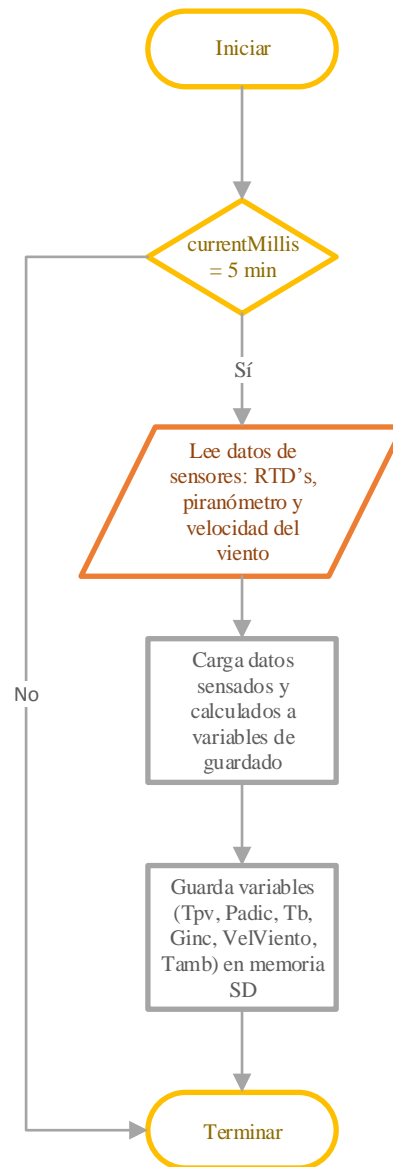 Iniciar
currentMillis
= 5 min
Sí
Lee datos de
sensores: RTD’s,
piranómetro y
velocidad del
viento
Carga datos
sensados y
calculados a
variables de
guardado
No
Guarda variables
(Tpv, Padic, Tb,
Ginc, VelViento,
Tamb) en memoria
SD
Terminar